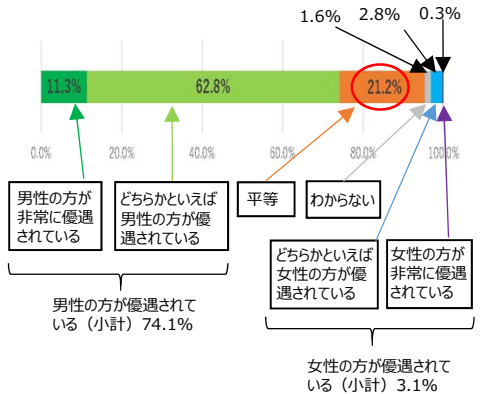 1.6%
2.8%
0.3%
11.3%
62.8%
21.2%
0.0%
20.0%
40.0%
60.0%
80.0%
100.0%
男性の方が
非常に優遇
されている
どちらかといえば
男性の方が優
遇されている
平等
わからない
どちらかといえば
女性の方が優
遇されている
女性の方が
非常に優遇
されている
男性の方が優遇されて
いる（小計）74.1%
女性の方が優遇されて
いる（小計）3.1%